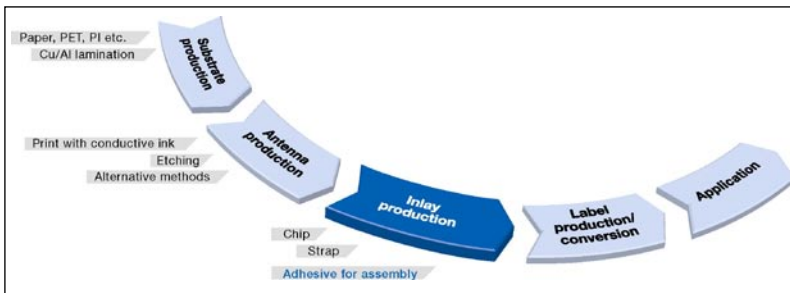 Paper, PET, PI etc.
Cu/Al lamination
Substrate
production
Print with conductive ink
Etching
Alternative methods
Antenna
production
Chip
Strap
Adhesive for assembly
Inlay
production
Label
production/
conversion
Application